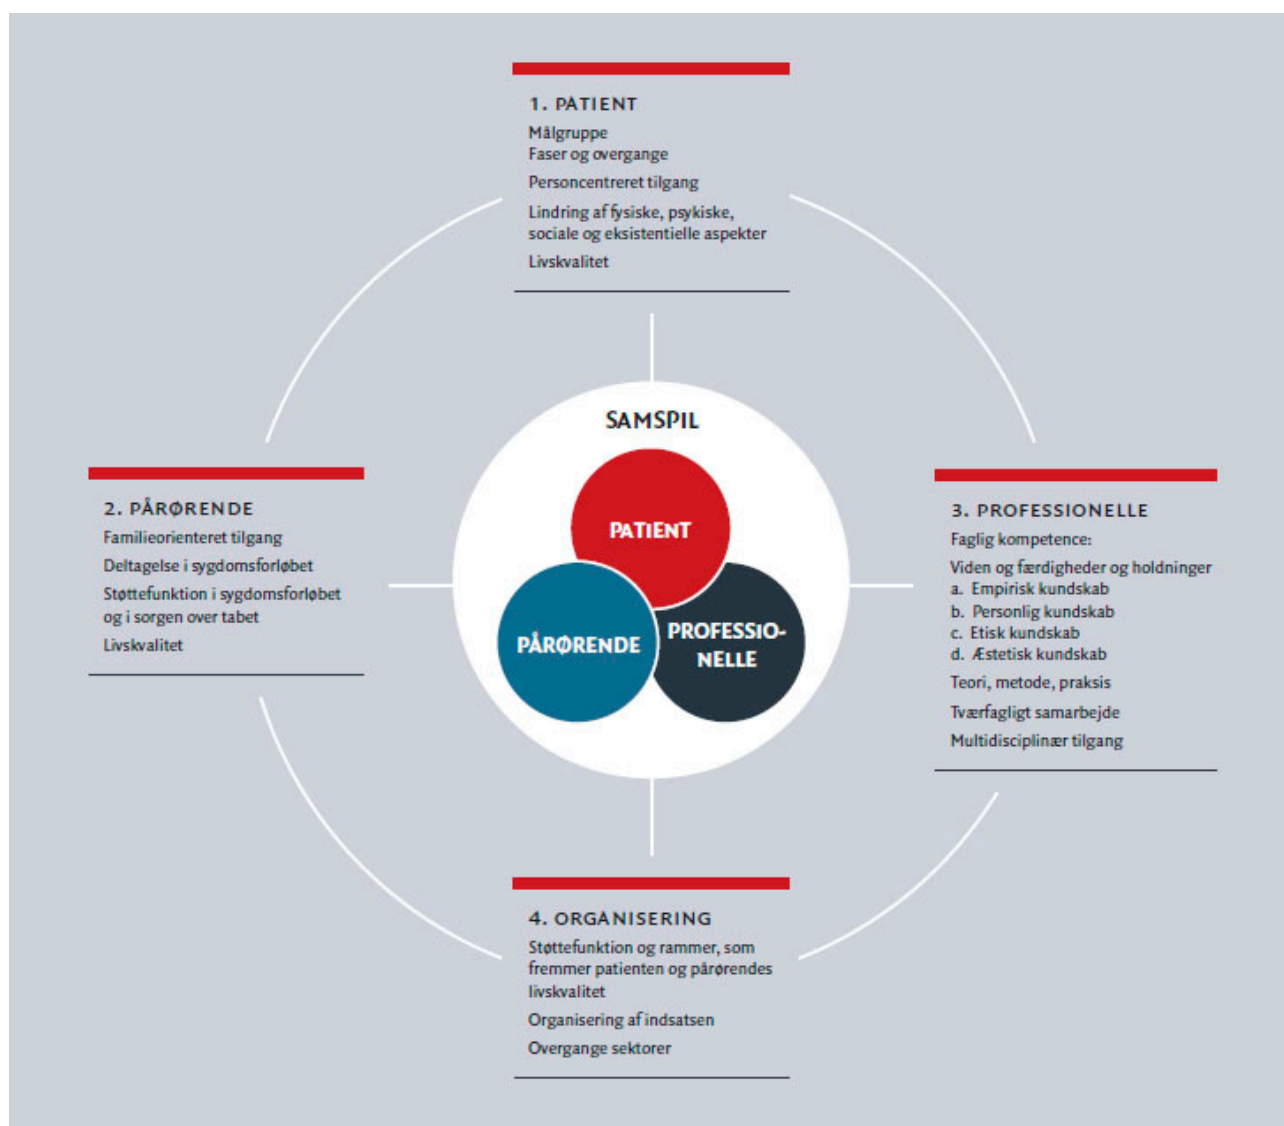 1. PATIENT
Målgruppe
Faser og overgange
Personcentreret tilgang
Lindring af fysiske, psykiske,
sociale og eksistentielle aspekter
Livskvalitet
SAMSPIL
PATIENT
PÅRØRENDE
PROFESSIO-
NELLE
2. PÅRØRENDE
Familieorienteret tilgang
Deltagelse i sygdomsforløbet
Støttefunktion i sygdomsforløbet
og i sorgen over tabet
Livskvalitet
3. PROFESSIONELLE
Faglig kompetence:
Viden og færdigheder og holdninger
a. Empirisk kundskab
b. Personlig kundskab
c. Etisk kundskab
d. Æstetisk kundskab
Teori, metode, praksis
Tværfagligt samarbejde
Multidisciplinær tilgang
4. ORGANISERING
Støttefunktion og rammer, som
fremmer patienten og pårørendes
livskvalitet
Organisering af indsatsen
Overgange sektorer